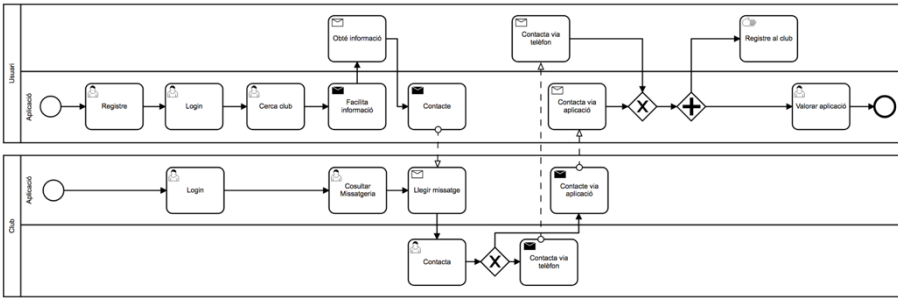 Usuari
Aplicació
Obté informació
Contacta via
telèfon
Registre al club
Registre
Login
Cerca club
Facilita
informació
Contacte
Contacta via
aplicació
X
Valorar aplicació
Club
Aplicació
Login
Cosultar
Missatgeria
Llegir missatge
Contacte via
aplicació
Contacta
X
Contacta via
telèfon